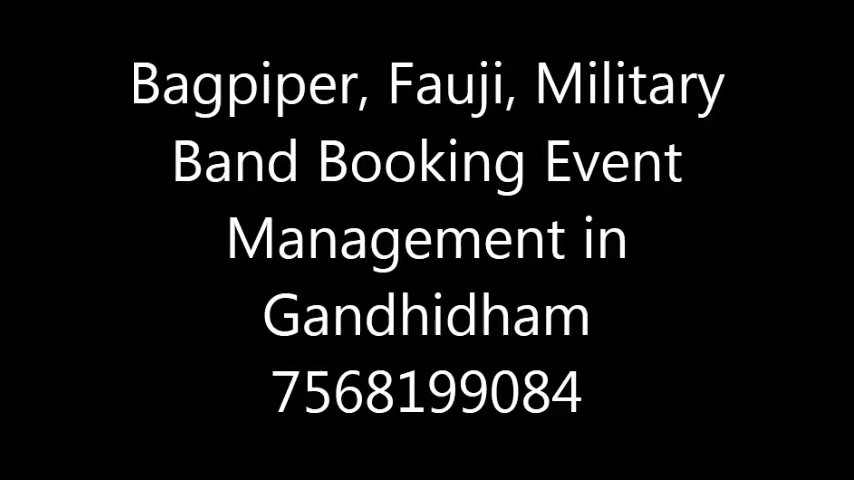 Bagpiper, Fauji, Military
Band Booking Event
Management in
Gandhidham
7568199084